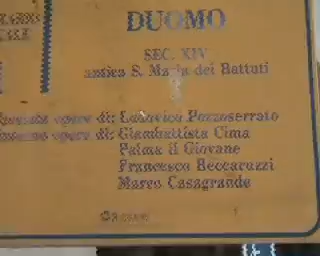 DUOMO
SEC. XIV
antica S. Maria dei Battuti
opere di: Ludovico Pozzoserrato
opere di: Giambattista Cima
Palma il Giovane
Francesco Beccaruzzi
Marco Casagrande